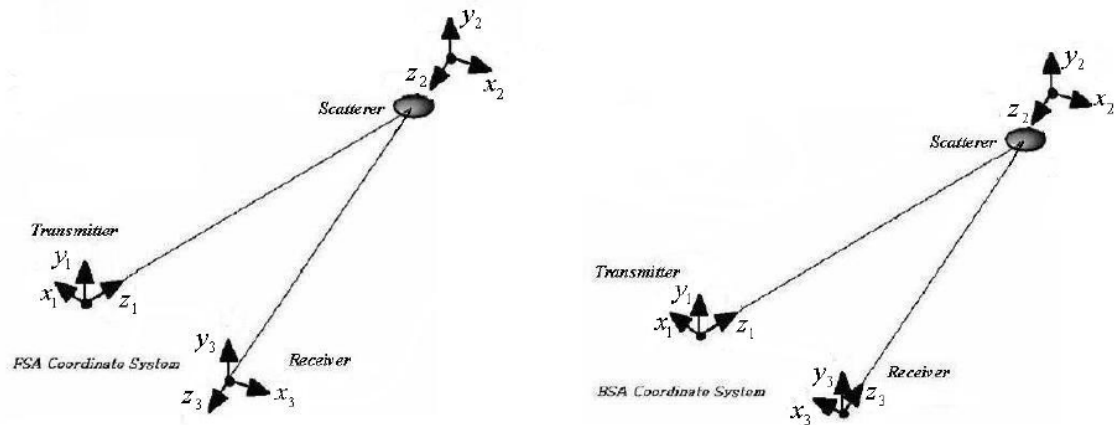 y2
z2
x2
Scatterer
Transmitter
y1
x1
z1
FSA Coordinate System
y3
Receiver
z3
x3
y2
z2
x2
Scatterer
Transmitter
y1
x1
z1
BSA Coordinate System
y3
Receiver
x3
z3